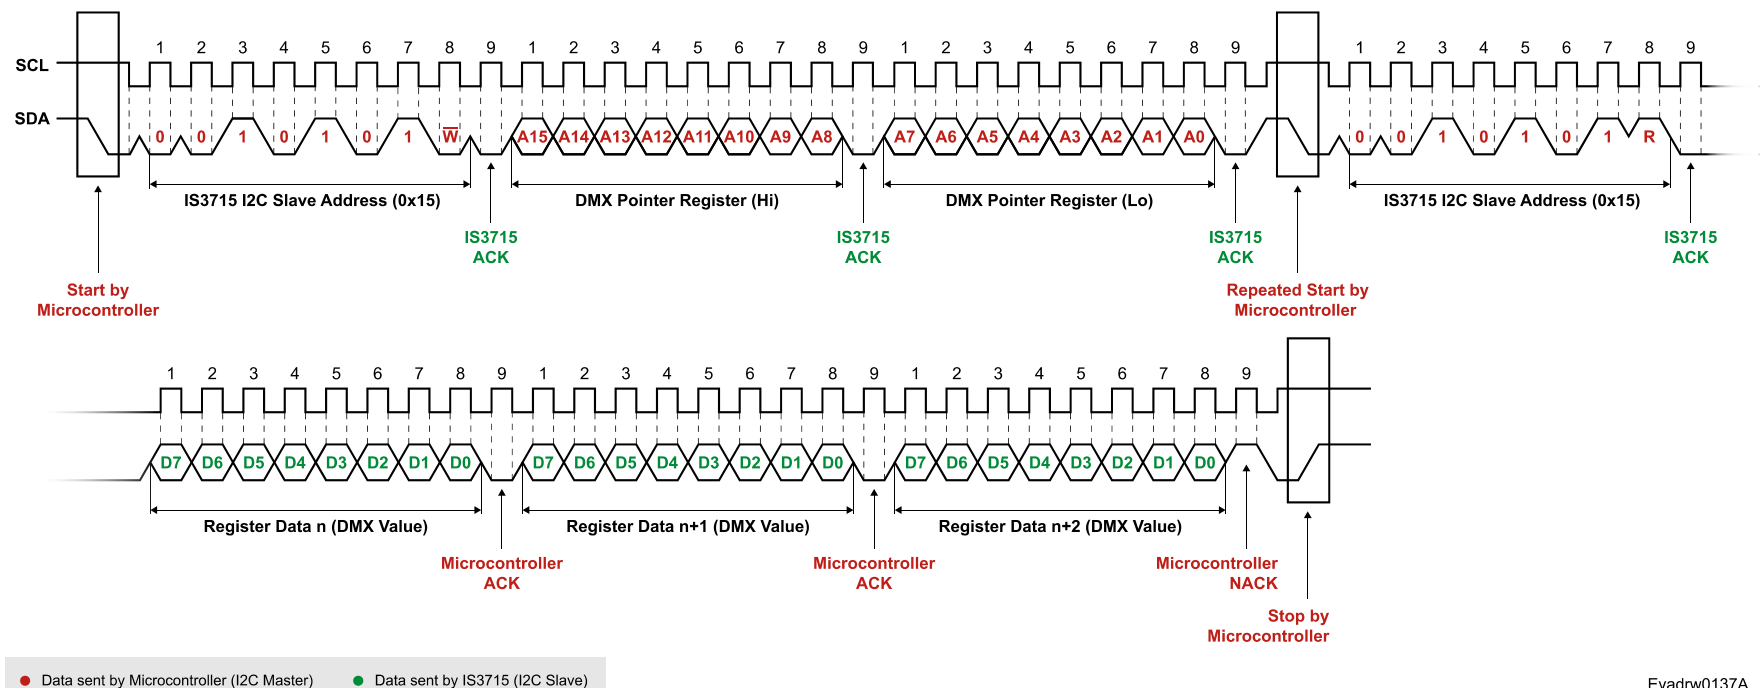 1 2 3 4 5 6 7 8 9 1 2 3 4 5 6 7 8 9 1 2 3 4 5 6 7 8 9 1 2 3 4 5 6 7 8 9
SCL
SDA
0 0 1 0 1 0 1 W̅ A15 A14 A13 A12 A11 A10 A9 A8 A7 A6 A5 A4 A3 A2 A1 A0 0 0 1 0 1 0 1 R
IS3715 I2C Slave Address (0x15) DMX Pointer Register (Hi) DMX Pointer Register (Lo) IS3715 I2C Slave Address (0x15)
IS3715 IS3715 IS3715 IS3715
ACK ACK ACK ACK
Start by Repeated Start by
Microcontroller Microcontroller
1 2 3 4 5 6 7 8 9 1 2 3 4 5 6 7 8 9 1 2 3 4 5 6 7 8 9
D7 D6 D5 D4 D3 D2 D1 D0 D7 D6 D5 D4 D3 D2 D1 D0 D7 D6 D5 D4 D3 D2 D1 D0
Register Data n (DMX Value) Register Data n+1 (DMX Value) Register Data n+2 (DMX Value)
Microcontroller Microcontroller Microcontroller
ACK ACK NACK
Stop by
Microcontroller
Data sent by Microcontroller (I2C Master) Data sent by IS3715 (I2C Slave)
Evadrw0137A